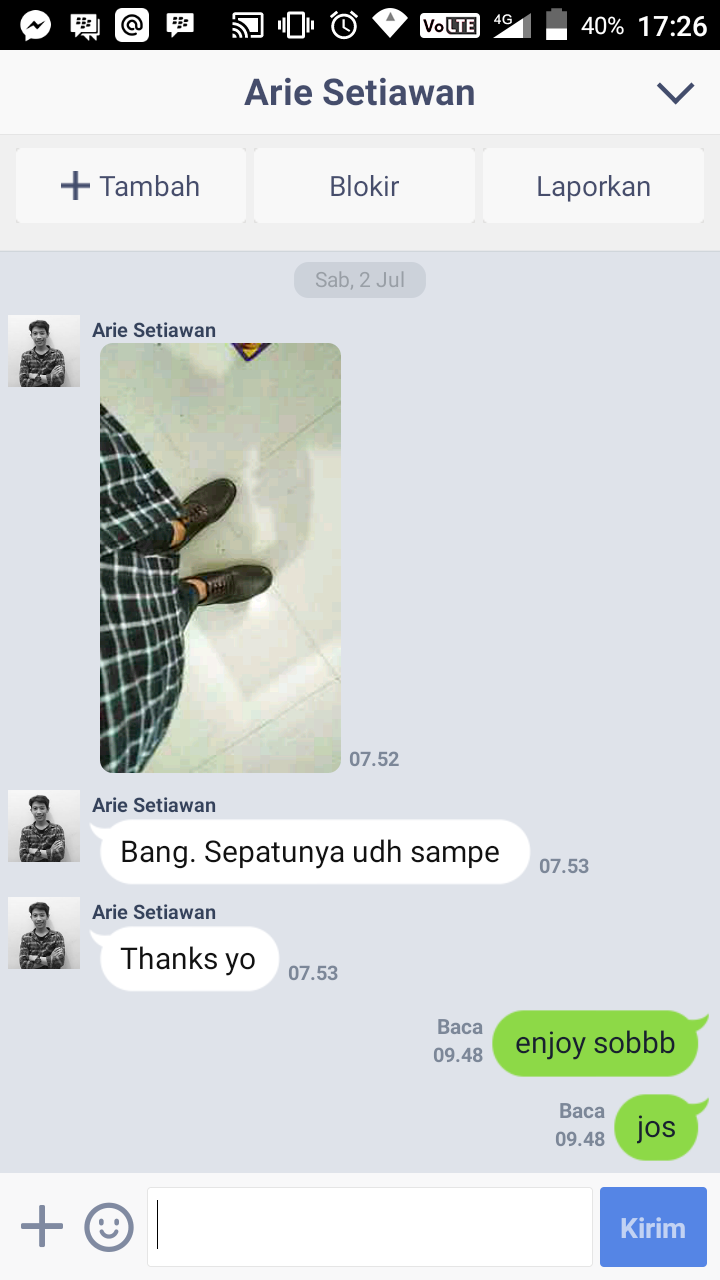 VoLTE 4G 40% 17:26
Arie Setiawan
+ Tambah
Blokir
Laporkan
Sab, 2 Jul
Arie Setiawan
07.52
Arie Setiawan
Bang. Sepatunya udh sampe
07.53
Arie Setiawan
Thanks yo
07.53
Baca
09.48
enjoy sobbb
Baca
09.48
jos
Kirim